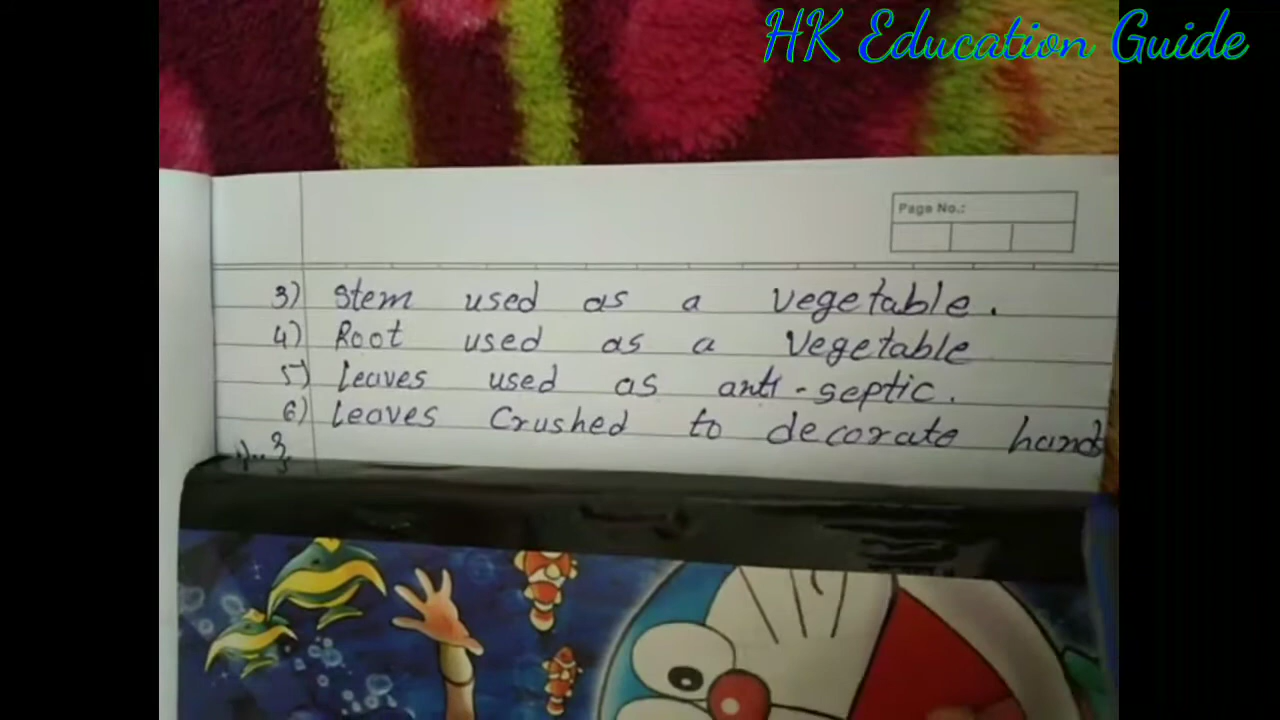 HK Education Guide
Page No.:
3) Stem used as a vegetable.
4) Root used as a Vegetable
5) leaves used as anti-septic.
6) leaves Crushed to decorate hands